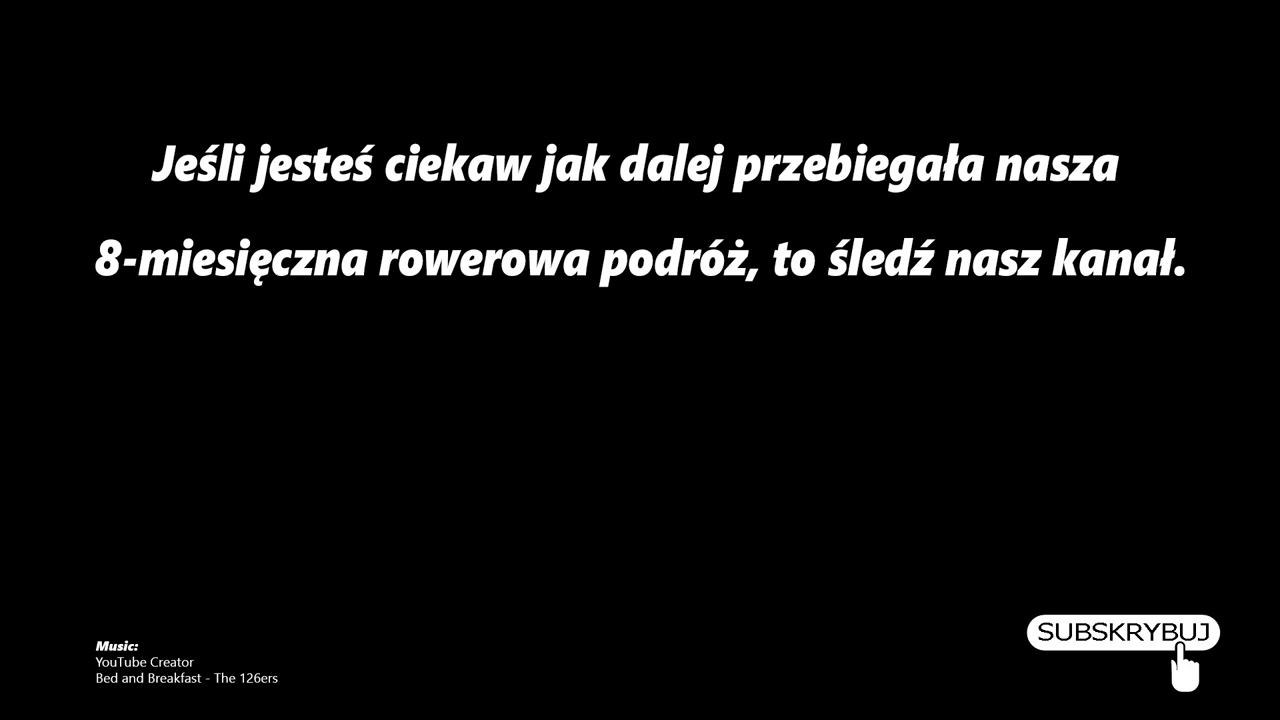 Jeśli jesteś ciekaw jak dalej przebiegała nasza
8-miesięczna rowerowa podróż, to śledź nasz kanał.
SUBSKRYBUJ
Music:
YouTube Creator
Bed and Breakfast - The 126ers